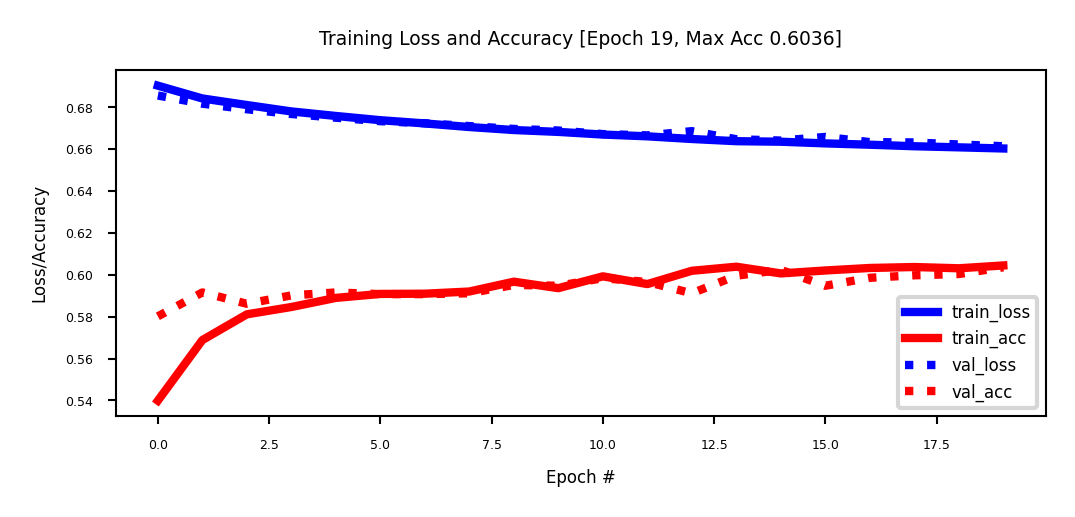 Training Loss and Accuracy [Epoch 19, Max Acc 0.6036]
Loss/Accuracy
0.68
0.66
0.64
0.62
0.60
0.58
0.56
0.54
train_loss
train_acc
val_loss
val_acc
0.0 2.5 5.0 7.5 10.0 12.5 15.0 17.5
Epoch #